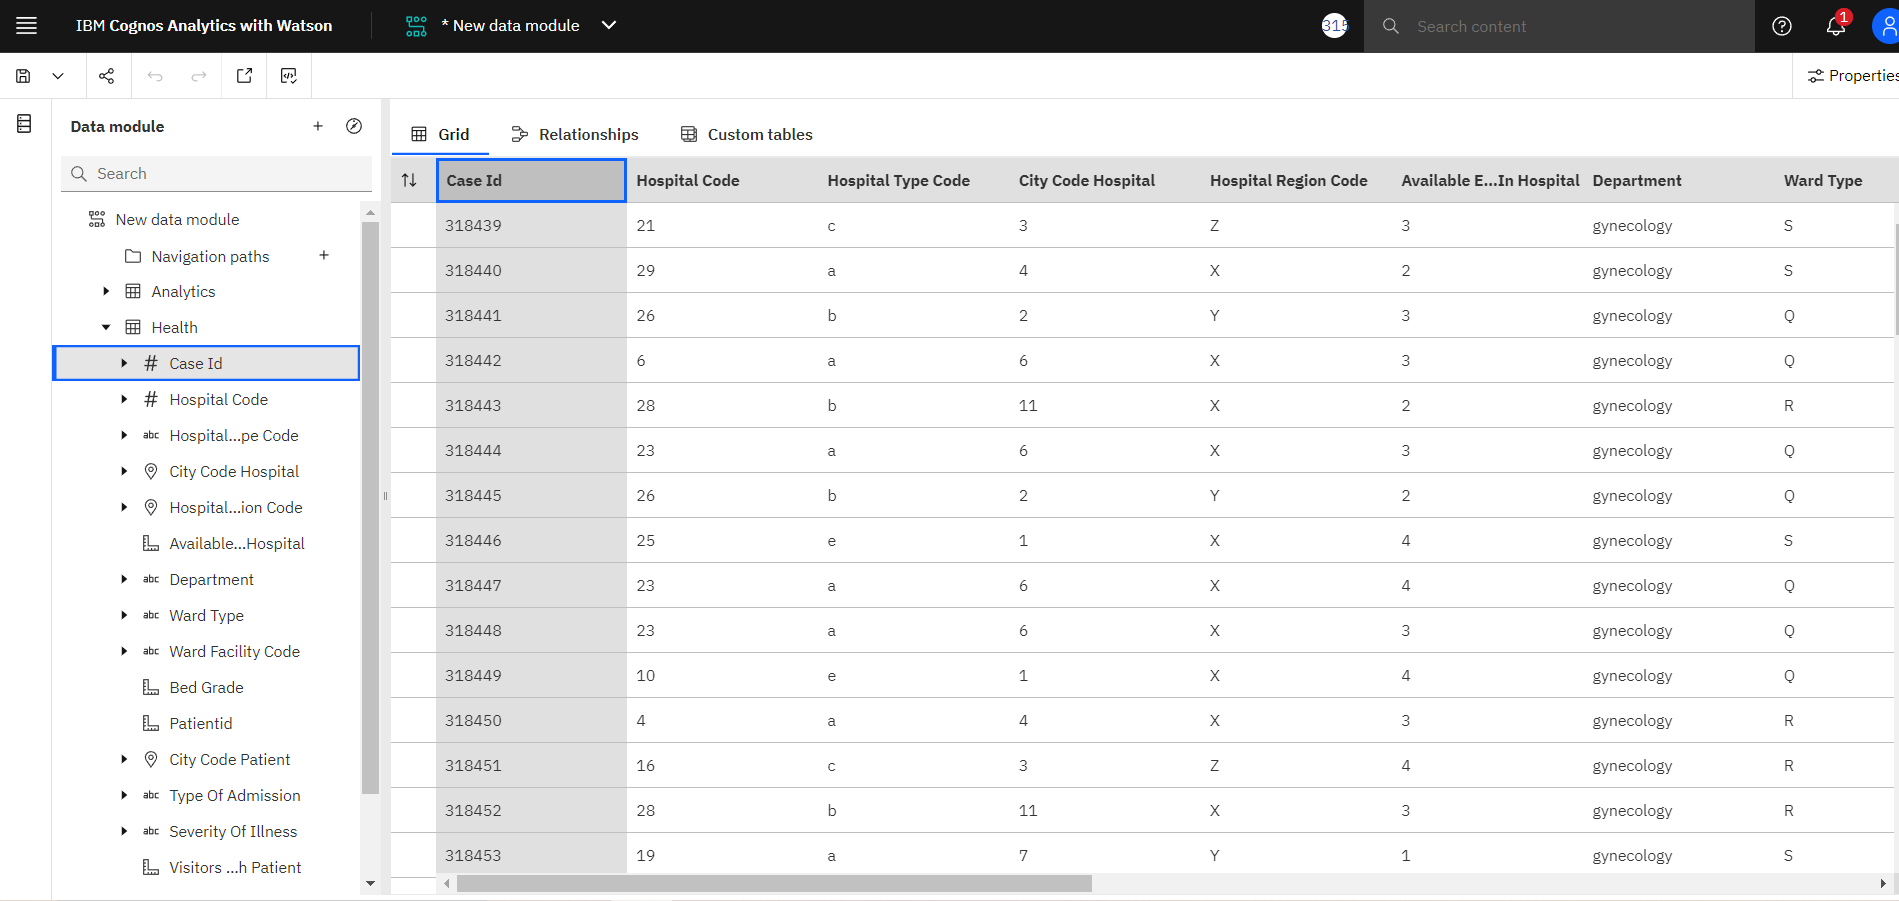 IBM Cognos Analytics with Watson
* New data module
315
Search content
1
Properties
Data module
Search
New data module
Navigation paths
Analytics
Health
# Case Id
# Hospital Code
abc Hospital...pe Code
City Code Hospital
Hospital...ion Code
Available...Hospital
abc Department
abc Ward Type
abc Ward Facility Code
Bed Grade
Patientid
City Code Patient
abc Type Of Admission
abc Severity Of Illness
Visitors ...h Patient
Grid Relationships Custom tables
Case Id Hospital Code Hospital Type Code City Code Hospital Hospital Region Code Available E...In Hospital Department Ward Type
318439 21 c 3 Z 3 gynecology S
318440 29 a 4 X 2 gynecology S
318441 26 b 2 Y 3 gynecology Q
318442 6 a 6 X 3 gynecology Q
318443 28 b 11 X 2 gynecology R
318444 23 a 6 X 3 gynecology Q
318445 26 b 2 Y 2 gynecology Q
318446 25 e 1 X 4 gynecology S
318447 23 a 6 X 4 gynecology Q
318448 23 a 6 X 3 gynecology Q
318449 10 e 1 X 4 gynecology Q
318450 4 a 4 X 3 gynecology R
318451 16 c 3 Z 4 gynecology R
318452 28 b 11 X 3 gynecology R
318453 19 a 7 Y 1 gynecology S